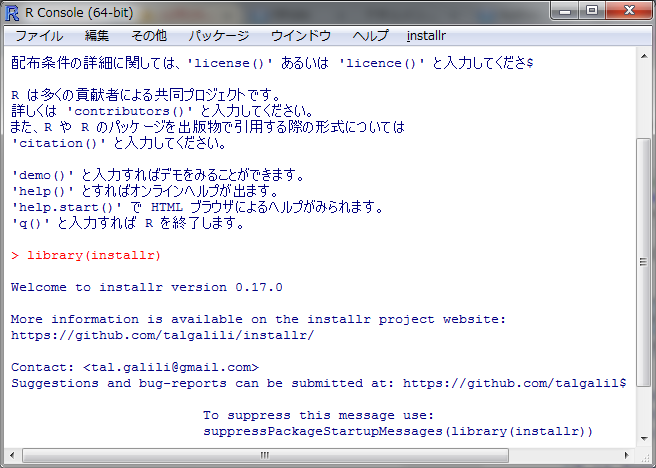 R Console (64-bit)
ファイル 編集 その他 パッケージ ウインドウ ヘルプ installr
配布条件の詳細に関しては、'license()' あるいは 'licence()' と入力してくださ$
R は多くの貢献者による共同プロジェクトです。
詳しくは 'contributors()' と入力してください。
また、R や R のパッケージを出版物で引用する際の形式については
'citation()' と入力してください。
'demo()' と入力すればデモをみることができます。
'help()' とすればオンラインヘルプが出ます。
'help.start()' で HTML ブラウザによるヘルプがみられます。
'q()' と入力すれば R を終了します。
> library(installr)
Welcome to installr version 0.17.0
More information is available on the installr project website:
https://github.com/talgalili/installr/
Contact: <tal.galili@gmail.com>
Suggestions and bug-reports can be submitted at: https://github.com/talgalil$
To suppress this message use:
suppressPackageStartupMessages(library(installr))